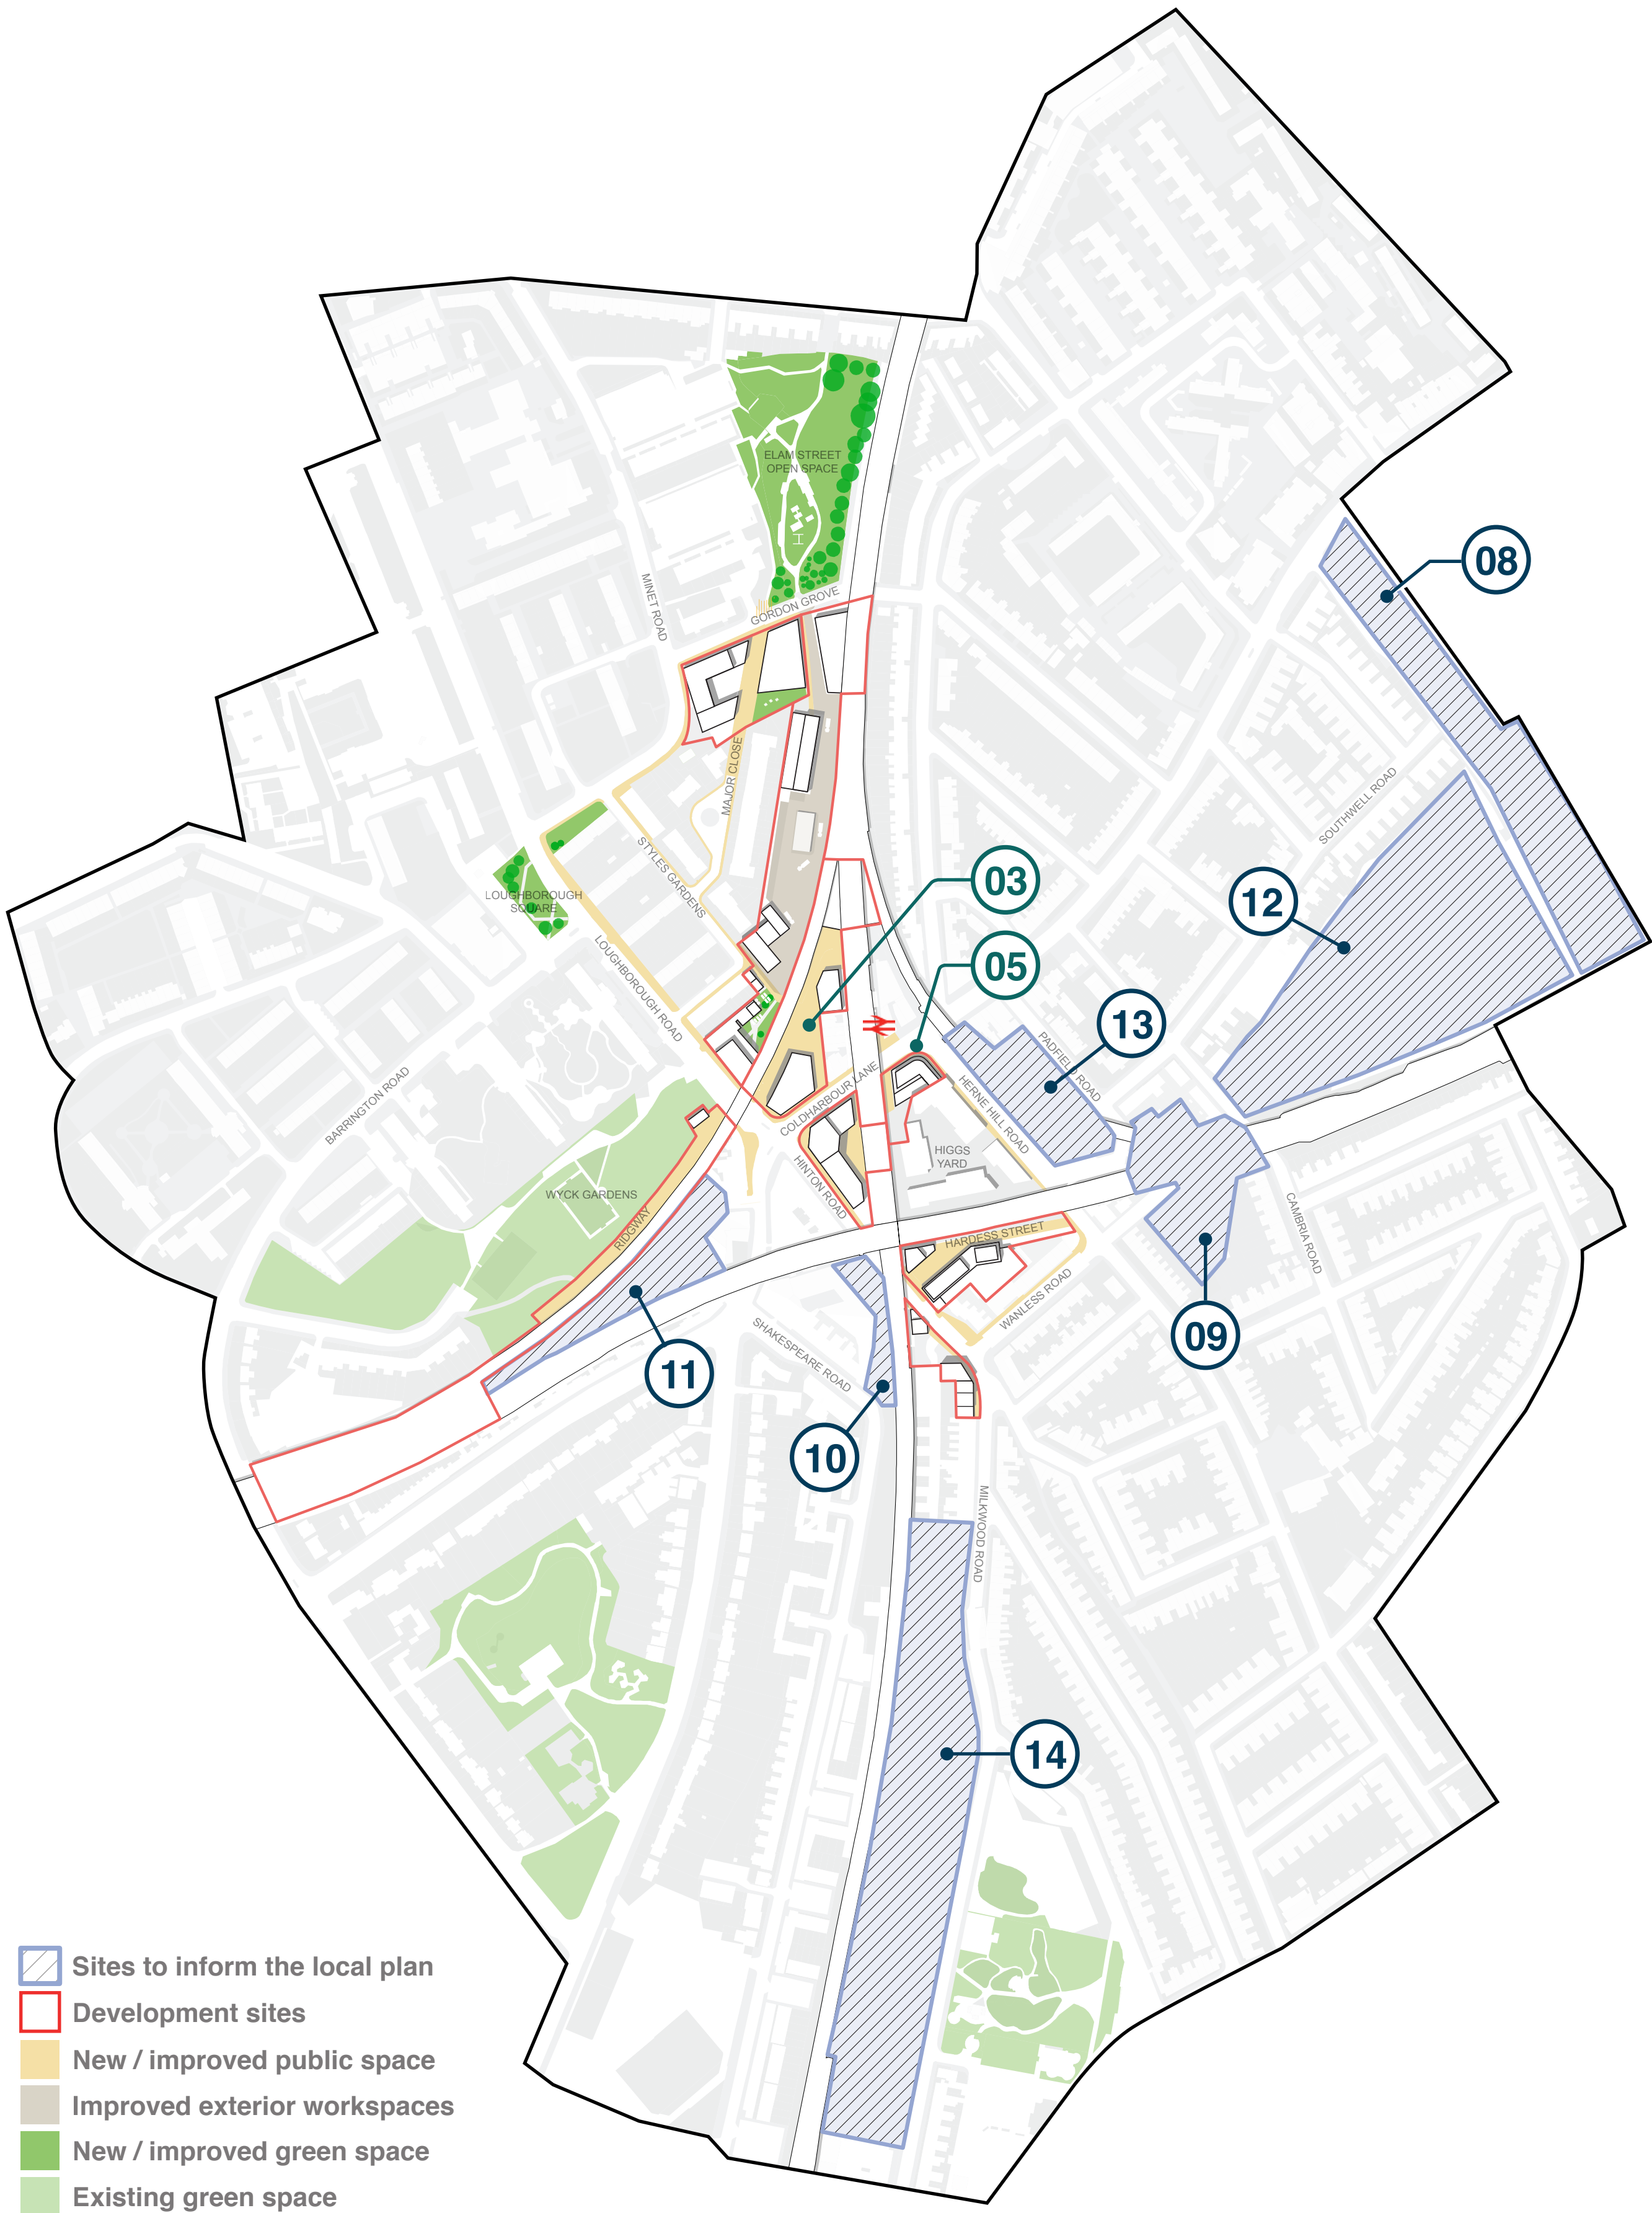 ELAM STREET
OPEN SPACE
08
GORDON GROVE
MINET ROAD
MAJOR CLOSE
SOUTHWELL ROAD
STYLES GARDENS
03
12
LOUGHBOROUGH
SQUARE
LOUGHBOROUGH ROAD
05
13
PADFIELD ROAD
BARRINGTON ROAD
COLDHARBOUR LANE
HERNE HILL ROAD
HIGGS
YARD
HINTON ROAD
WYCK GARDENS
RIDGWAY
HARDESS STREET
CAMBRIA ROAD
WANLESS ROAD
09
SHAKESPEARE ROAD
11
10
MILKWOOD ROAD
14
Sites to inform the local plan
Development sites
New / improved public space
Improved exterior workspaces
New / improved green space
Existing green space